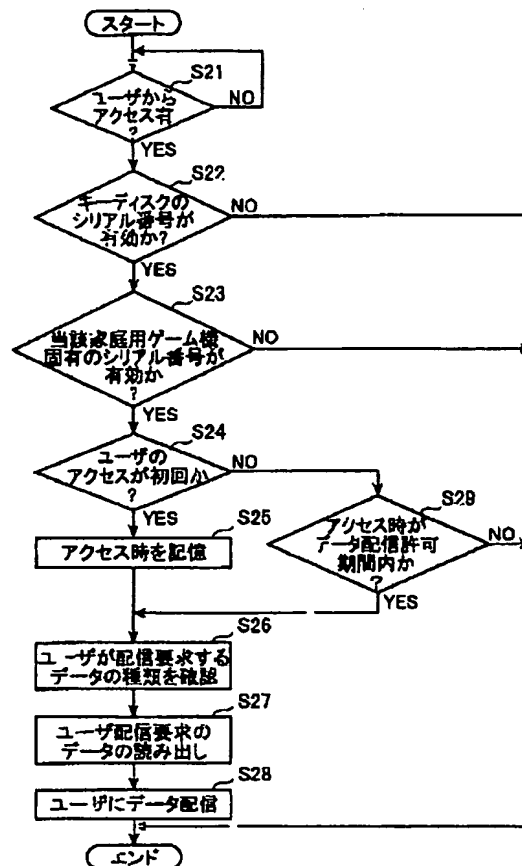 スタート
S21
ユーザから
アクセス有
?
NO
YES
S22
キーディスクの
シリアル番号が
有効か?
NO
YES
S23
当該家庭用ゲーム機
固有のシリアル番号が
有効か
?
NO
YES
S24
ユーザの
アクセスが初回か
?
NO
YES
S29
アクセス時が
データ配信許可
期間内か
?
NO
YES
S25
アクセス時を記憶
S26
ユーザが配信要求する
データの種類を確認
S27
ユーザ配信要求の
データの読み出し
S28
ユーザにデータ配信
エンド